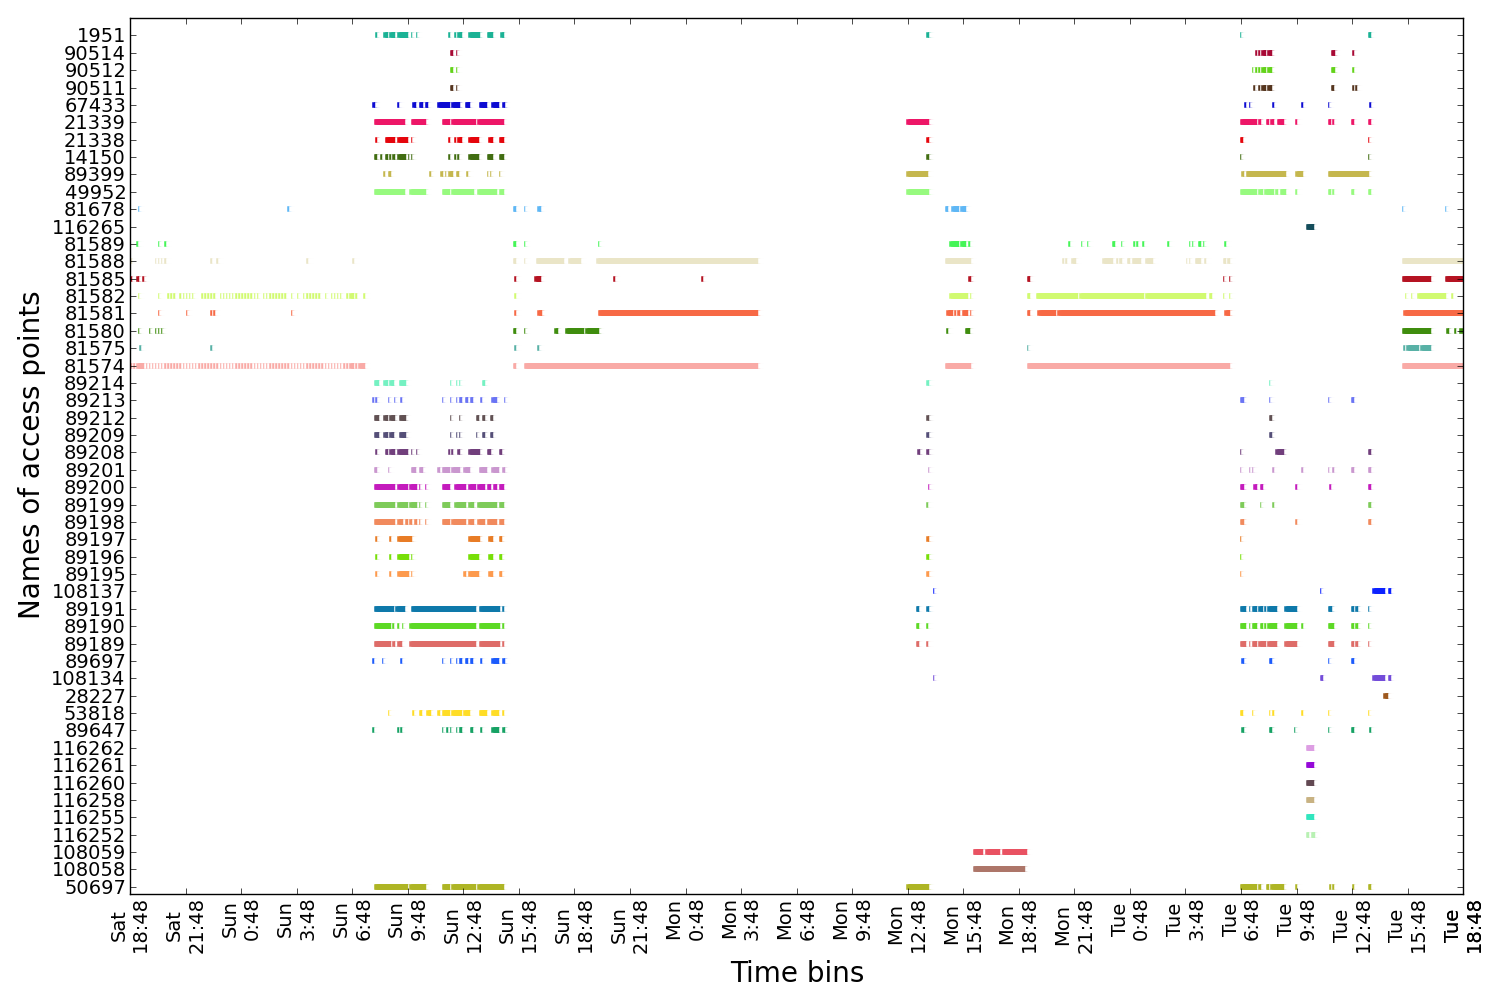 1951
90514
90512
90511
67433
21339
21338
14150
89399
49952
81678
116265
81589
81588
81585
81582
81581
81580
81575
81574
89214
89213
89212
89209
89208
89201
89200
89199
89198
89197
89196
89195
108137
89191
89190
89189
89697
108134
28227
53818
89647
116262
116261
116260
116258
116255
116252
108059
108058
50697
Names of access points
Sat
18:48
Sat
21:48
Sun
0:48
Sun
3:48
Sun
6:48
Sun
9:48
Sun
12:48
Sun
15:48
Sun
18:48
Sun
21:48
Mon
0:48
Mon
3:48
Mon
6:48
Mon
9:48
Mon
12:48
Mon
15:48
Mon
18:48
Mon
21:48
Tue
0:48
Tue
3:48
Tue
6:48
Tue
9:48
Tue
12:48
Tue
15:48
Tue
18:48
Time bins